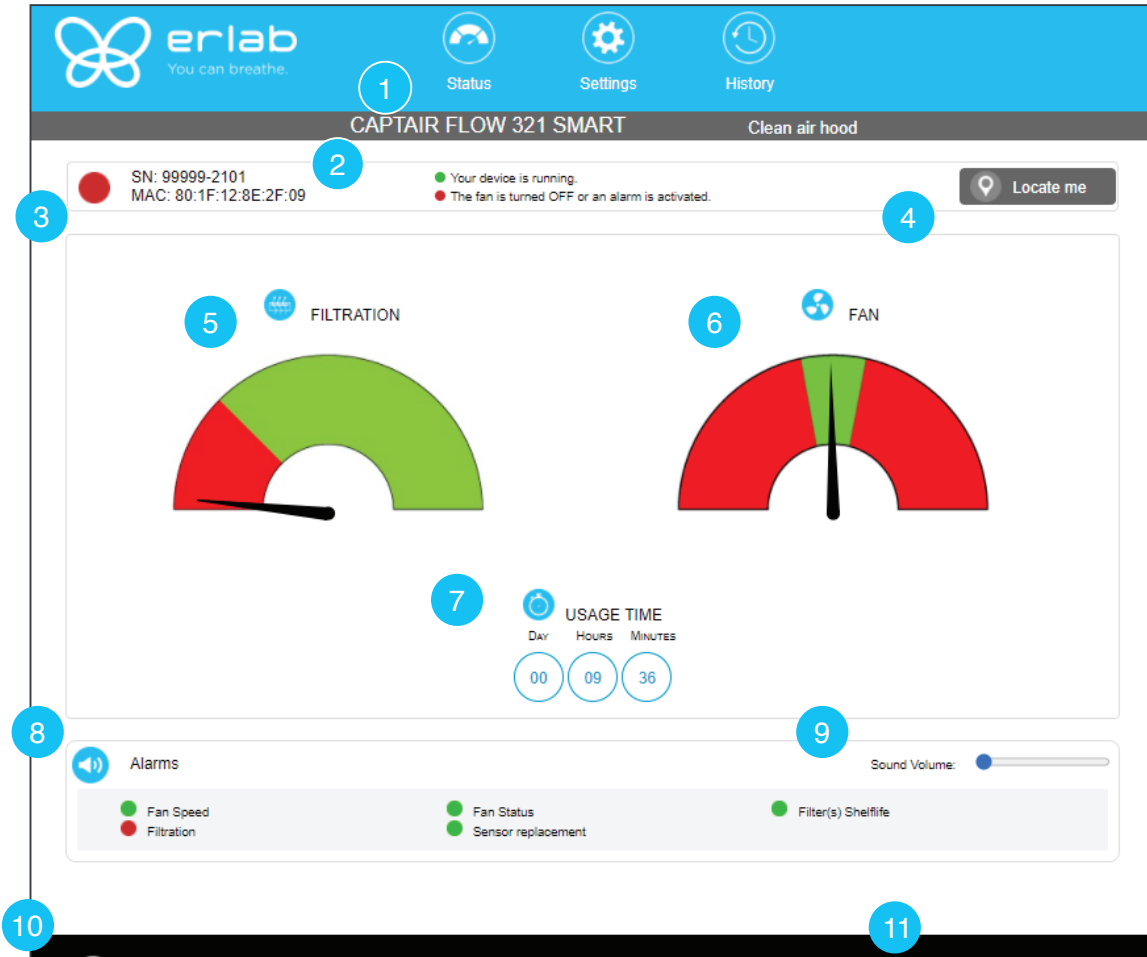 erlab
You can breathe.
Status
Settings
History
1
CAPTAIR FLOW 321 SMART
Clean air hood
2
SN: 99999-2101
MAC: 80:1F:12:8E:2F:09
Your device is running.
The fan is turned OFF or an alarm is activated.
Locate me
3
4
5
FILTRATION
6
FAN
7
USAGE TIME
DAY HOURS MINUTES
00 09 36
8
9
Alarms
Sound Volume:
Fan Speed
Fan Status
Filter(s) Shelflife
Filtration
Sensor replacement
10
11